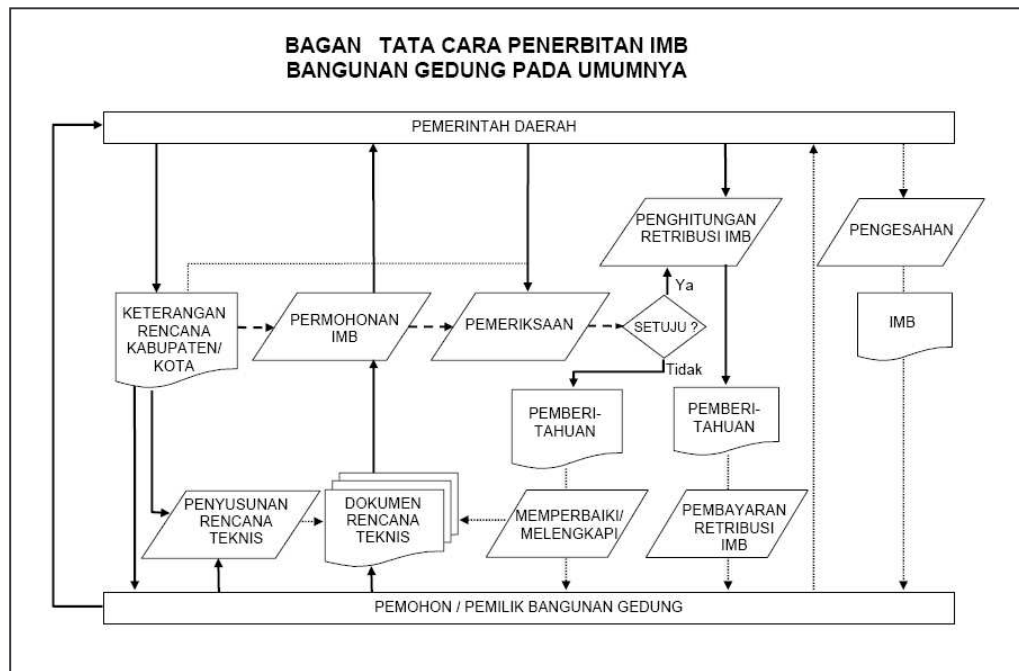 BAGAN TATA CARA PENERBITAN IMB
BANGUNAN GEDUNG PADA UMUMNYA
PEMERINTAH DAERAH
PENGHITUNGAN
RETRIBUSI IMB
PENGESAHAN
Ya
KETERANGAN
RENCANA
KABUPATEN/
KOTA
PERMOHONAN
IMB
PEMERIKSAAN
SETUJU ?
IMB
Tidak
PEMBERI-
TAHUAN
PEMBERI-
TAHUAN
PENYUSUNAN
RENCANA
TEKNIS
DOKUMEN
RENCANA
TEKNIS
MEMPERBAIKI/
MELENGKAPI
PEMBAYARAN
RETRIBUSI
IMB
PEMOHON / PEMILIK BANGUNAN GEDUNG